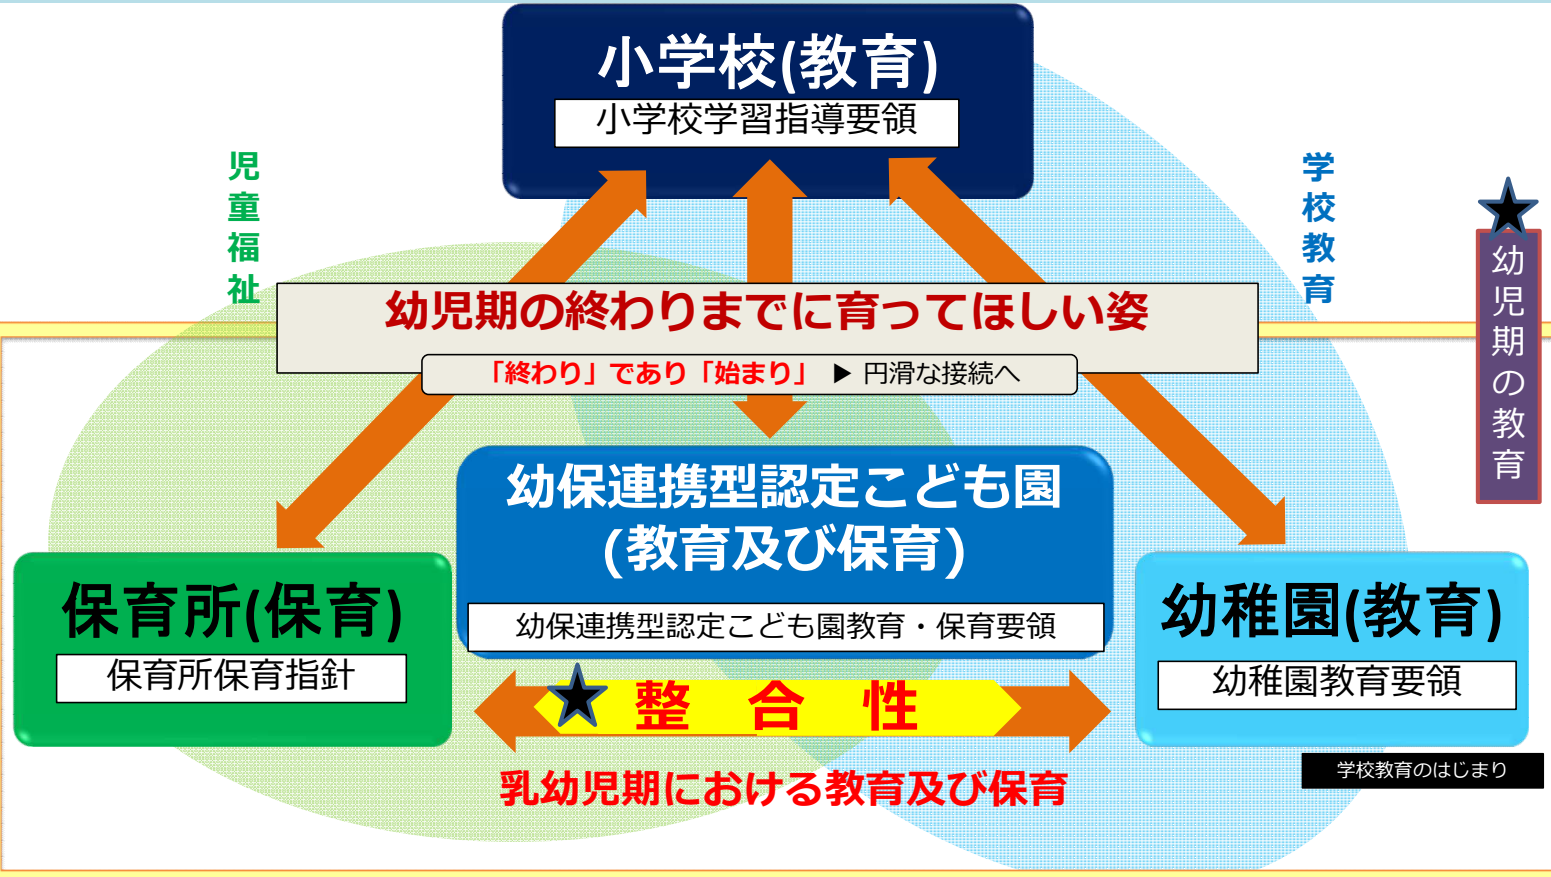 小学校(教育)
小学校学習指導要領
児童福祉
学校教育
幼児期の教育
幼児期の終わりまでに育ってほしい姿
「終わり」であり「始まり」 ▶ 円滑な接続へ
幼保連携型認定こども園
(教育及び保育)
幼保連携型認定こども園教育・保育要領
保育所(保育)
保育所保育指針
幼稚園(教育)
幼稚園教育要領
整合性
学校教育のはじまり
乳幼児期における教育及び保育